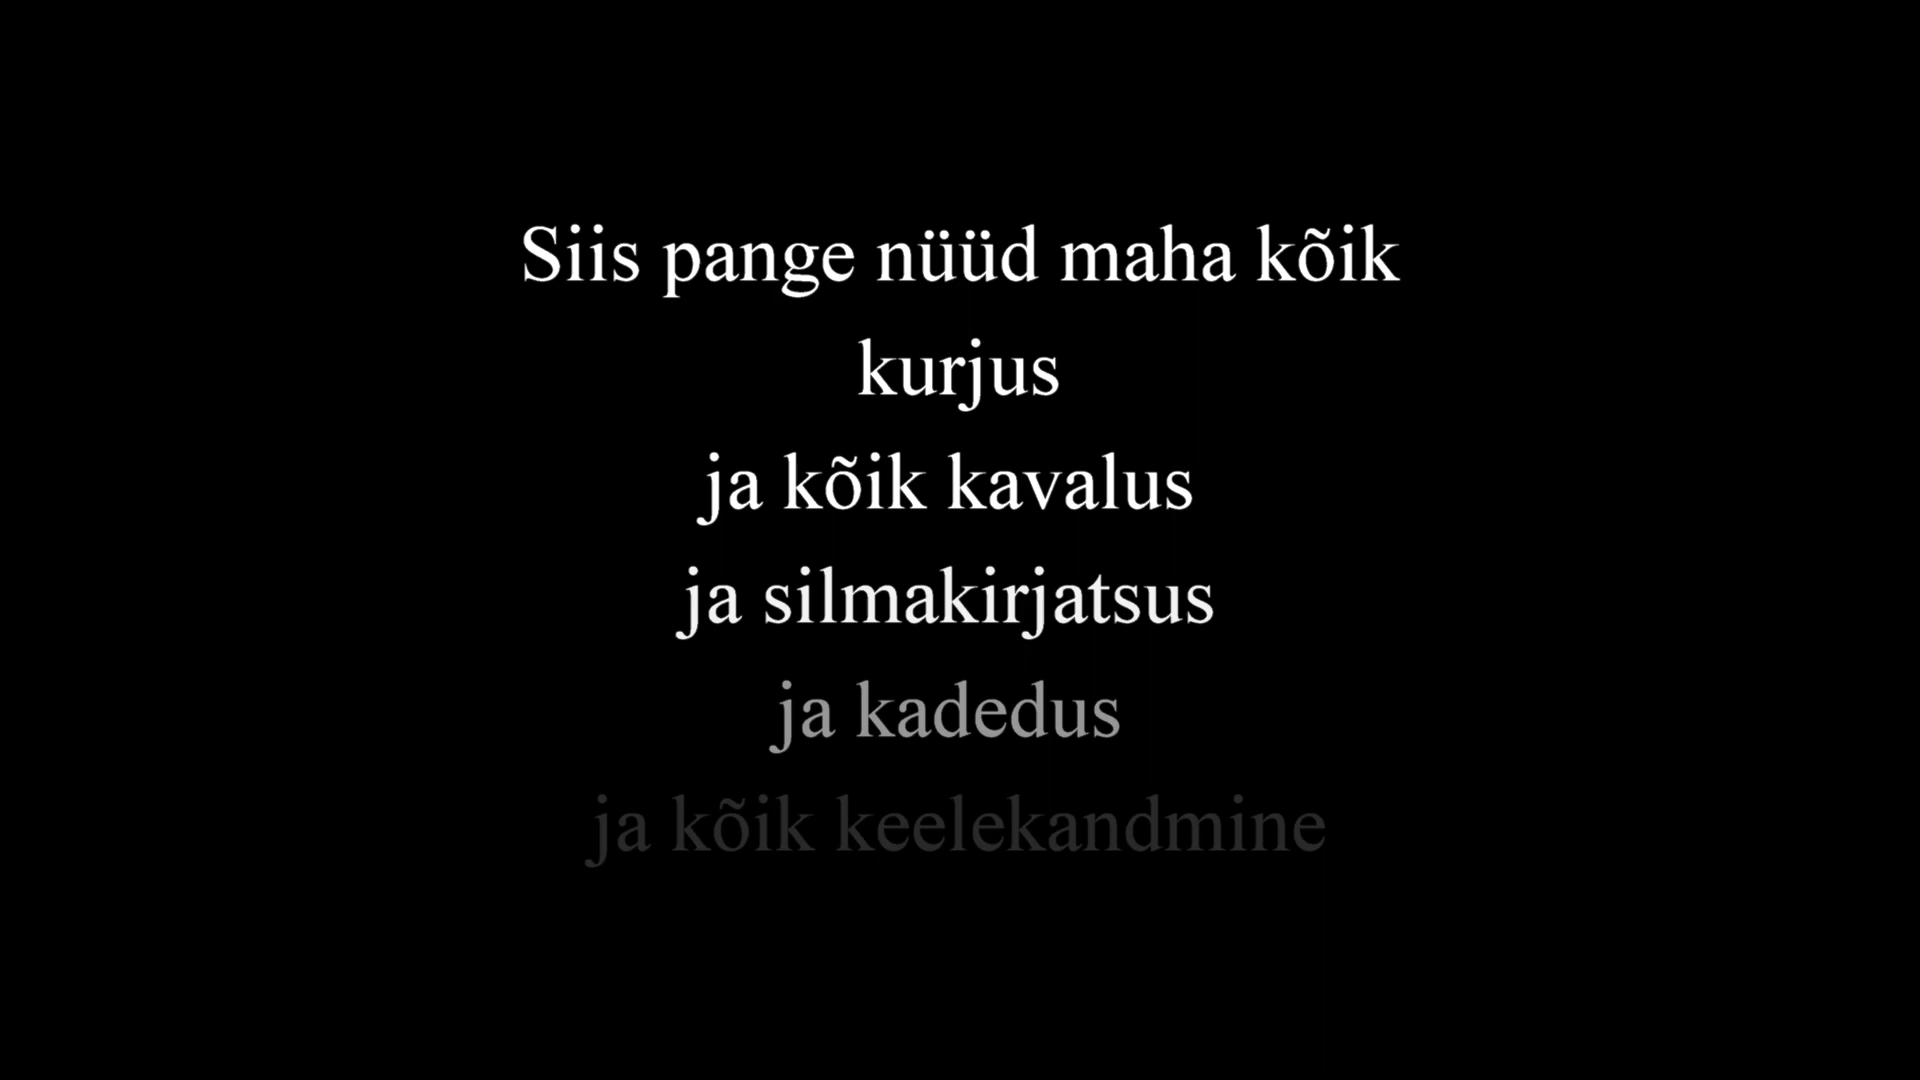 Siis pange nüüd maha kõik
kurjus
ja kõik kavalus
ja silmakirjatsus
ja kadedus
ja kõik keelekandmine